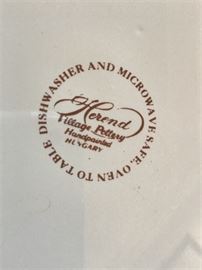 DISHWASHER AND MICROWAVE SAFE, OVEN TO TABLE
Herend
Village Pottery
Handpainted
HUNGARY